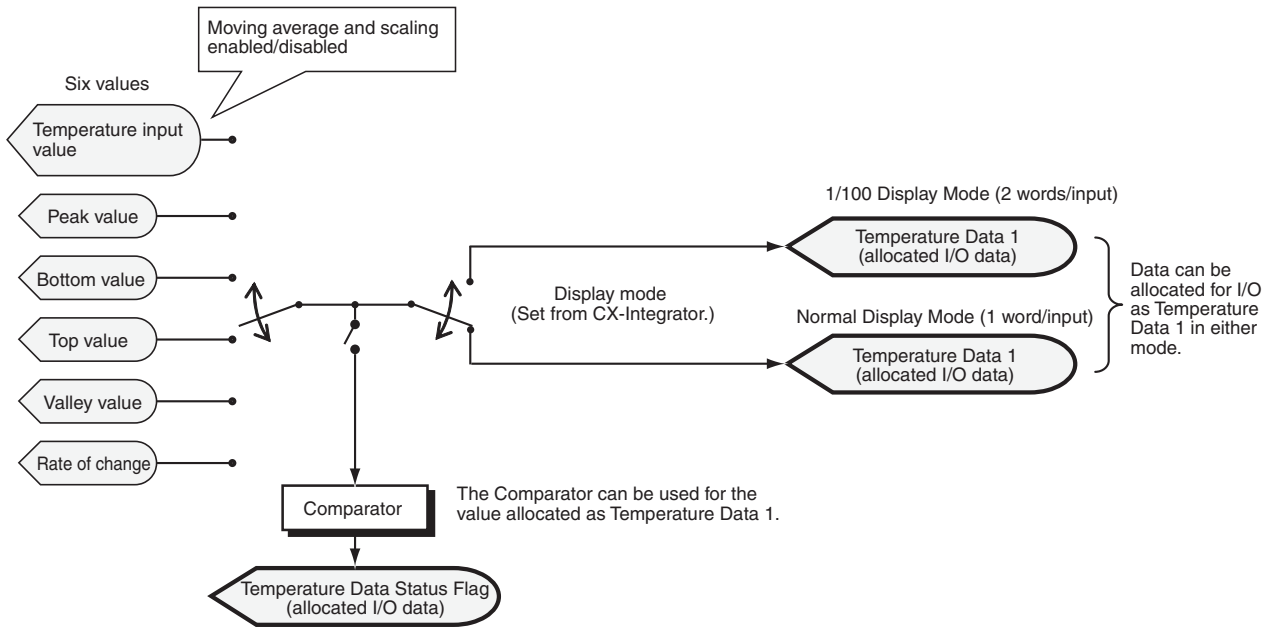 Moving average and scaling
enabled/disabled
Six values
Temperature input
value
Peak value
Bottom value
Top value
Valley value
Rate of change
Display mode
(Set from CX-Integrator.)
1/100 Display Mode (2 words/input)
Temperature Data 1
(allocated I/O data)
Normal Display Mode (1 word/input)
Temperature Data 1
(allocated I/O data)
Data can be
allocated for I/O
as Temperature
Data 1 in either
mode.
Comparator
The Comparator can be used for the
value allocated as Temperature Data 1.
Temperature Data Status Flag
(allocated I/O data)